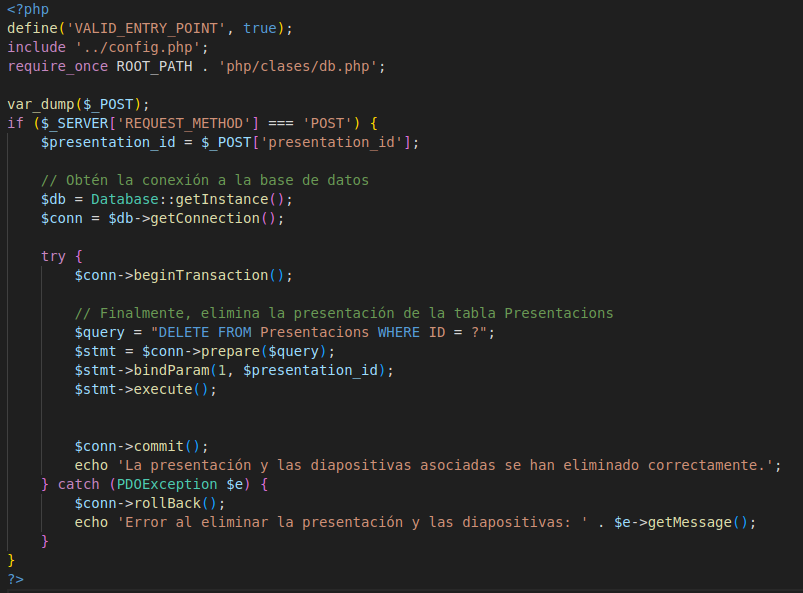 <?php
define('VALID_ENTRY_POINT', true);
include '../config.php';
require_once ROOT_PATH . 'php/clases/db.php';
var_dump($_POST);
if ($_SERVER['REQUEST_METHOD'] === 'POST') {
$presentation_id = $_POST['presentation_id'];
// Obtén la conexión a la base de datos
$db = Database::getInstance();
$conn = $db->getConnection();
try {
$conn->beginTransaction();
// Finalmente, elimina la presentación de la tabla Presentacions
$query = "DELETE FROM Presentacions WHERE ID = ?";
$stmt = $conn->prepare($query);
$stmt->bindParam(1, $presentation_id);
$stmt->execute();
$conn->commit();
echo 'La presentación y las diapositivas asociadas se han eliminado correctamente.';
} catch (PDOException $e) {
$conn->rollBack();
echo 'Error al eliminar la presentación y las diapositivas: ' . $e->getMessage();
}
}
?>